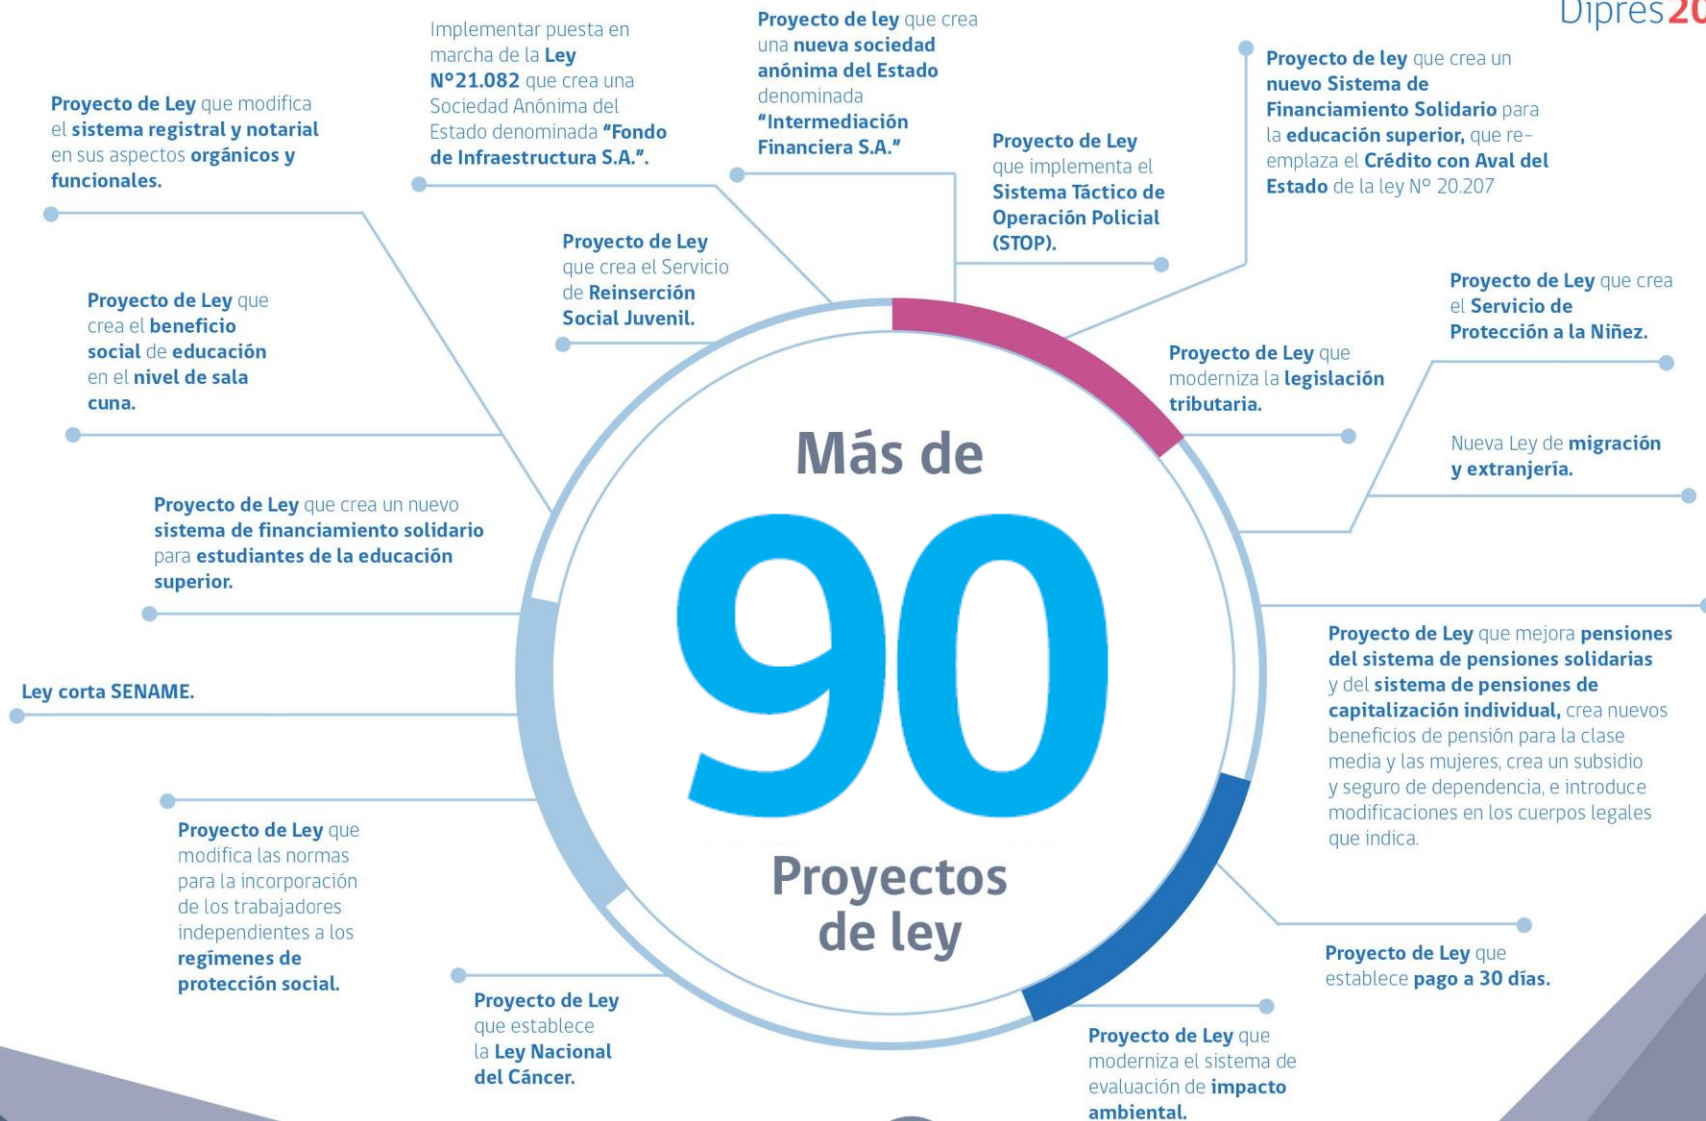 Dipres20
Implementar puesta en
marcha de la Ley
N°21.082 que crea una
Sociedad Anónima del
Estado denominada “Fondo
de Infraestructura S.A.”.
Proyecto de ley que crea
una nueva sociedad
anónima del Estado
denominada
“Intermediación
Financiera S.A.”
Proyecto de ley que crea un
nuevo Sistema de
Financiamiento Solidario para
la educación superior, que re-
emplaza el Crédito con Aval del
Estado de la ley Nº 20.207
Proyecto de Ley que modifica
el sistema registral y notarial
en sus aspectos orgánicos y
funcionales.
Proyecto de Ley
que implementa el
Sistema Táctico de
Operación Policial
(STOP).
Proyecto de Ley
que crea el Servicio
de Reinserción
Social Juvenil.
Proyecto de Ley que crea
el Servicio de
Protección a la Niñez.
Proyecto de Ley que
crea el beneficio
social de educación
en el nivel de sala
cuna.
Proyecto de Ley que
moderniza la legislación
tributaria.
Nueva Ley de migración
y extranjería.
Más de
90
Proyectos
de ley
Proyecto de Ley que crea un nuevo
sistema de financiamiento solidario
para estudiantes de la educación
superior.
Ley corta SENAME.
Proyecto de Ley que mejora pensiones
del sistema de pensiones solidarias
y del sistema de pensiones de
capitalización individual, crea nuevos
beneficios de pensión para la clase
media y las mujeres, crea un subsidio
y seguro de dependencia, e introduce
modificaciones en los cuerpos legales
que indica.
Proyecto de Ley que
modifica las normas
para la incorporación
de los trabajadores
independientes a los
regímenes de
protección social.
Proyecto de Ley que
establece pago a 30 días.
Proyecto de Ley
que establece
la Ley Nacional
del Cáncer.
Proyecto de Ley que
moderniza el sistema de
evaluación de impacto
ambiental.